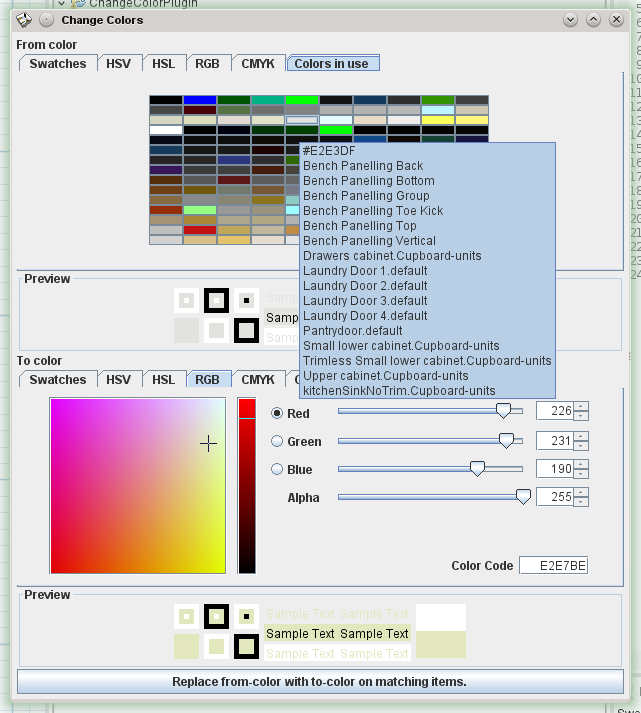 ChangeColorPlugin
Change Colors
From color
Swatches HSV HSL RGB CMYK Colors in use
#E2E3DF
Bench Panelling Back
Bench Panelling Bottom
Bench Panelling Group
Bench Panelling Toe Kick
Bench Panelling Top
Bench Panelling Vertical
Drawers cabinet.Cupboard-units
Laundry Door 1.default
Laundry Door 2.default
Laundry Door 3.default
Laundry Door 4.default
Pantrydoor.default
Small lower cabinet.Cupboard-units
Trimless Small lower cabinet.Cupboard-units
Upper cabinet.Cupboard-units
kitchenSinkNoTrim.Cupboard-units
Preview
Sam
Samp
Sam
To color
Swatches HSV HSL RGB CMYK
Red 226
Green 231
Blue 190
Alpha 255
Color Code E2E7BE
Preview
Sample Text Sample Text
Sample Text Sample Text
Sample Text Sample Text
Replace from-color with to-color on matching items.